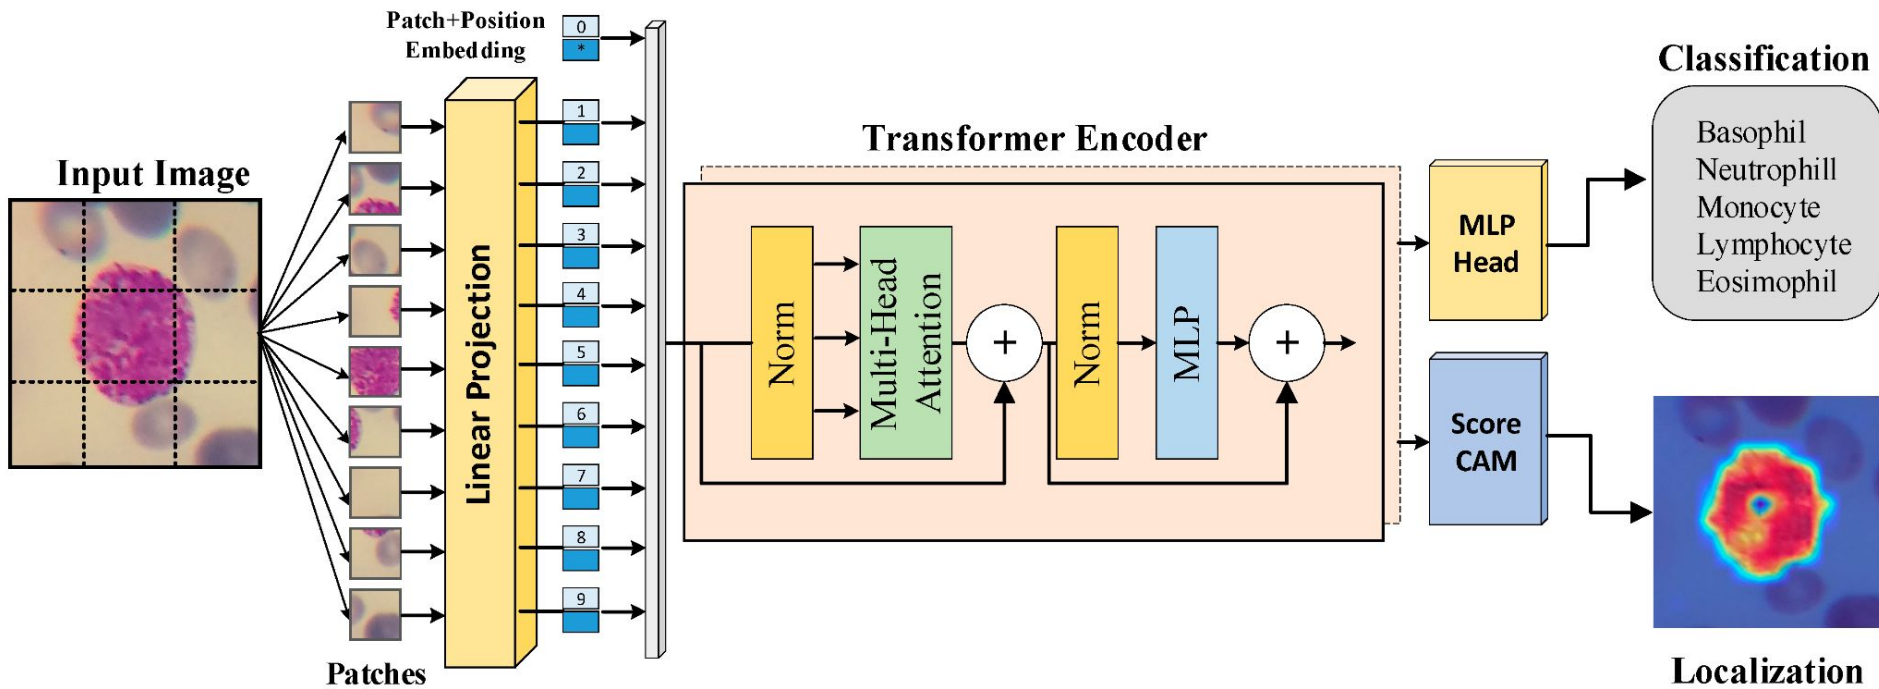 Input Image
Patches
Patch+Position
Embedding
Linear Projection
0
*
1
2
3
4
5
6
7
8
9
Transformer Encoder
Norm
Multi-Head
Attention
+
Norm
MLP
+
MLP
Head
Score
CAM
Classification
Basophil
Neutrophill
Monocyte
Lymphocyte
Eosimophil
Localization